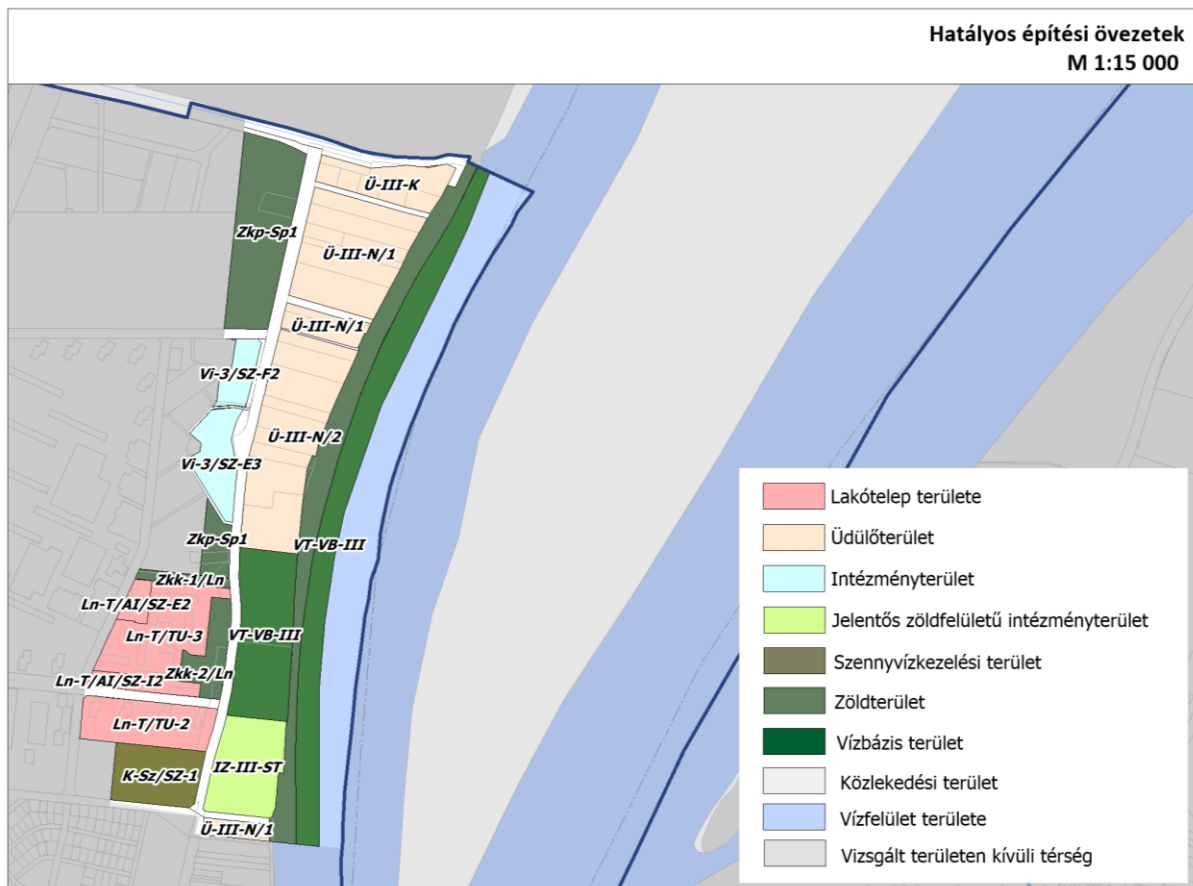 Hatályos építési övezetek
M 1:15 000
Ü-III-K
Zkp-Sp1
Ü-III-N/1
Ü-III-N/1
Vi-3/SZ-F2
Ü-III-N/2
Vi-3/SZ-E3
Zkp-Sp1
VT-VB-III
Zkk-1/Ln
Ln-T/AI/SZ-E2
Ln-T/TU-3
VT-VB-III
Zkk-2/Ln
Ln-T/AI/SZ-I2
Ln-T/TU-2
IZ-III-ST
K-Sz/SZ-1
Ü-III-N/1
Lakótelep területe
Üdülőterület
Intézményterület
Jelentős zöldfelületű intézményterület
Szennyvízkezelési terület
Zöldterület
Vízbázis terület
Közlekedési terület
Vízfelület területe
Vizsgált területen kívüli térség